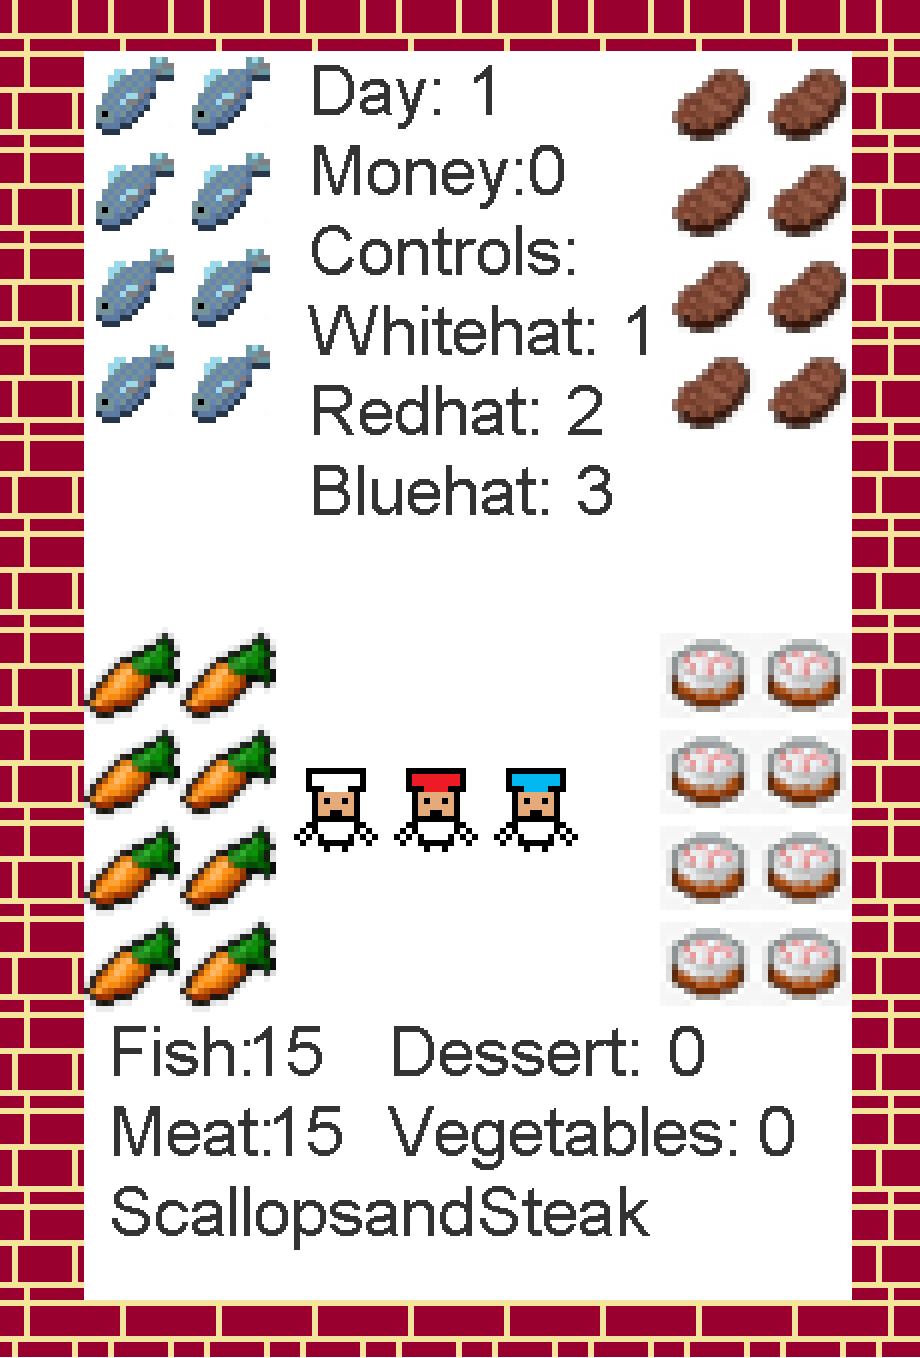 Day: 1
Money:0
Controls:
Whitehat: 1
Redhat: 2
Bluehat: 3
Fish:15 Dessert: 0
Meat:15 Vegetables: 0
ScallopsandSteak